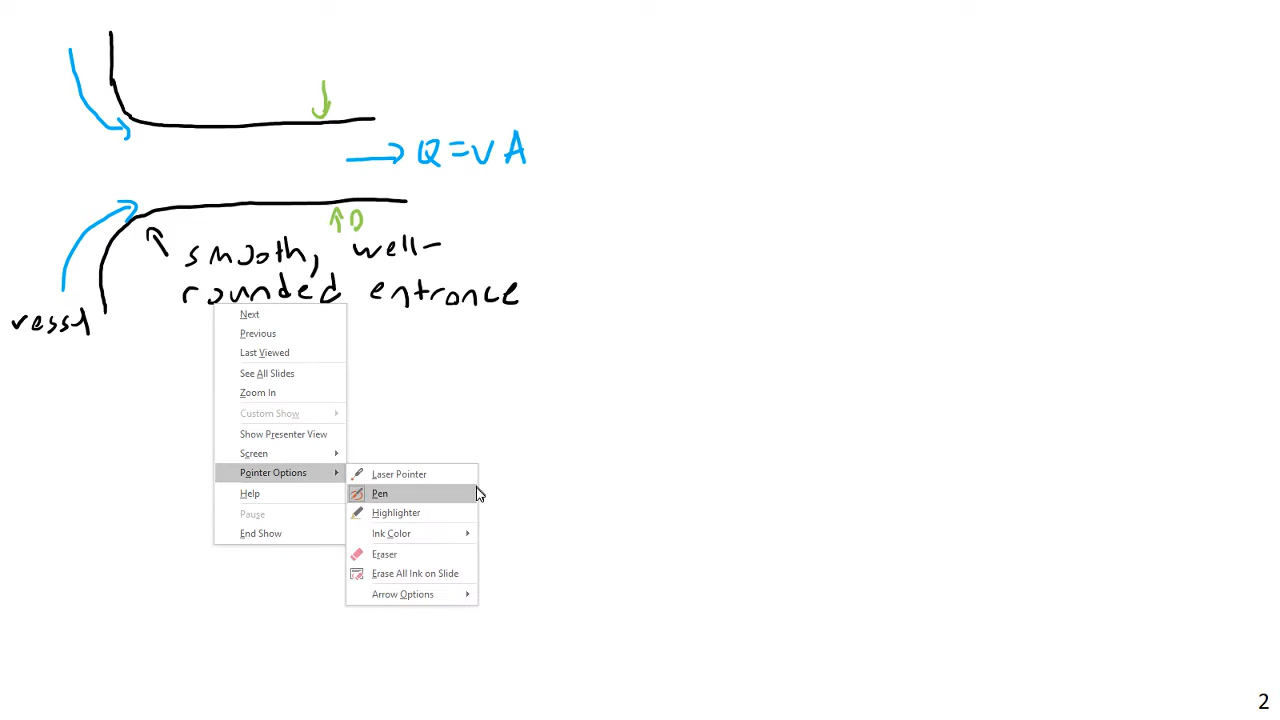 Q=VA
D
smooth, well-
rounded entrance
vessel
Next
Previous
Last Viewed
See All Slides
Zoom In
Custom Show
Show Presenter View
Screen
Pointer Options
Help
Pause
End Show
Laser Pointer
Pen
Highlighter
Ink Color
Eraser
Erase All Ink on Slide
Arrow Options
2